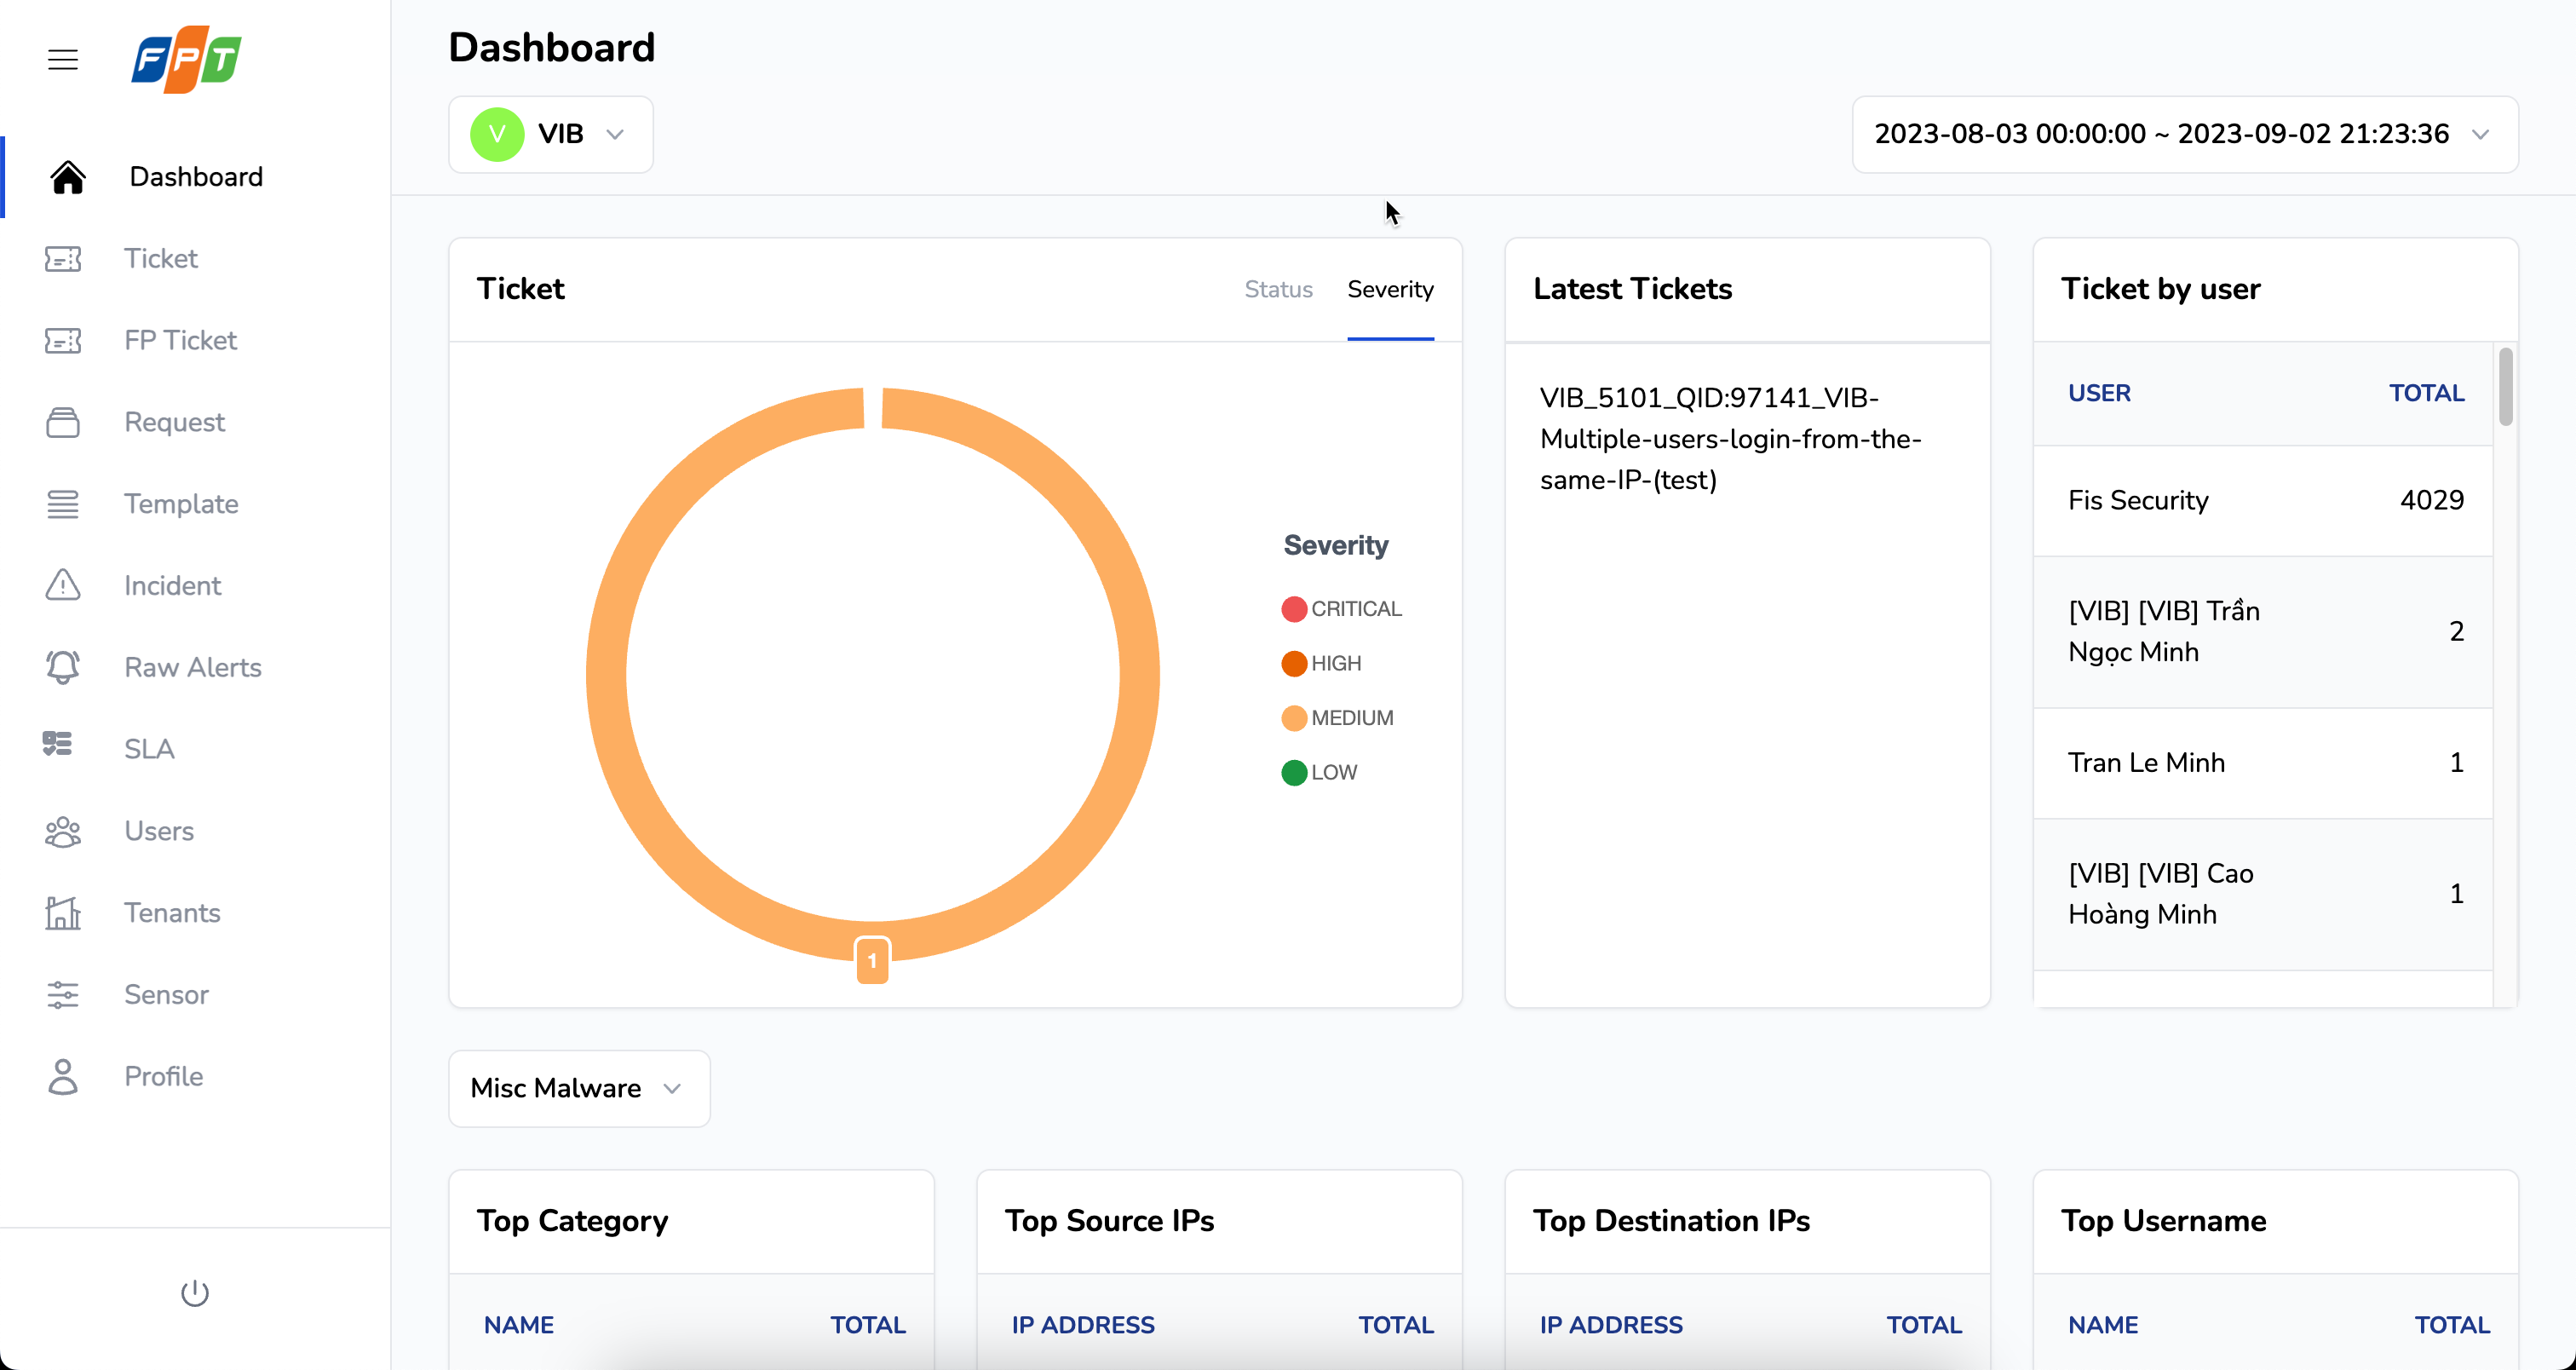 FPT
Dashboard
Ticket
FP Ticket
Request
Template
Incident
Raw Alerts
SLA
Users
Tenants
Sensor
Profile
Dashboard
V VIB
2023-08-03 00:00:00 ~ 2023-09-02 21:23:36
Ticket
Status Severity
1
Severity
CRITICAL
HIGH
MEDIUM
LOW
Latest Tickets
VIB_5101_QID:97141_VIB-
Multiple-users-login-from-the-
same-IP-(test)
Ticket by user
USER TOTAL
Fis Security 4029
[VIB] [VIB] Trần
Ngọc Minh 2
Tran Le Minh 1
[VIB] [VIB] Cao
Hoàng Minh 1
Misc Malware
Top Category
NAME TOTAL
Top Source IPs
IP ADDRESS TOTAL
Top Destination IPs
IP ADDRESS TOTAL
Top Username
NAME TOTAL